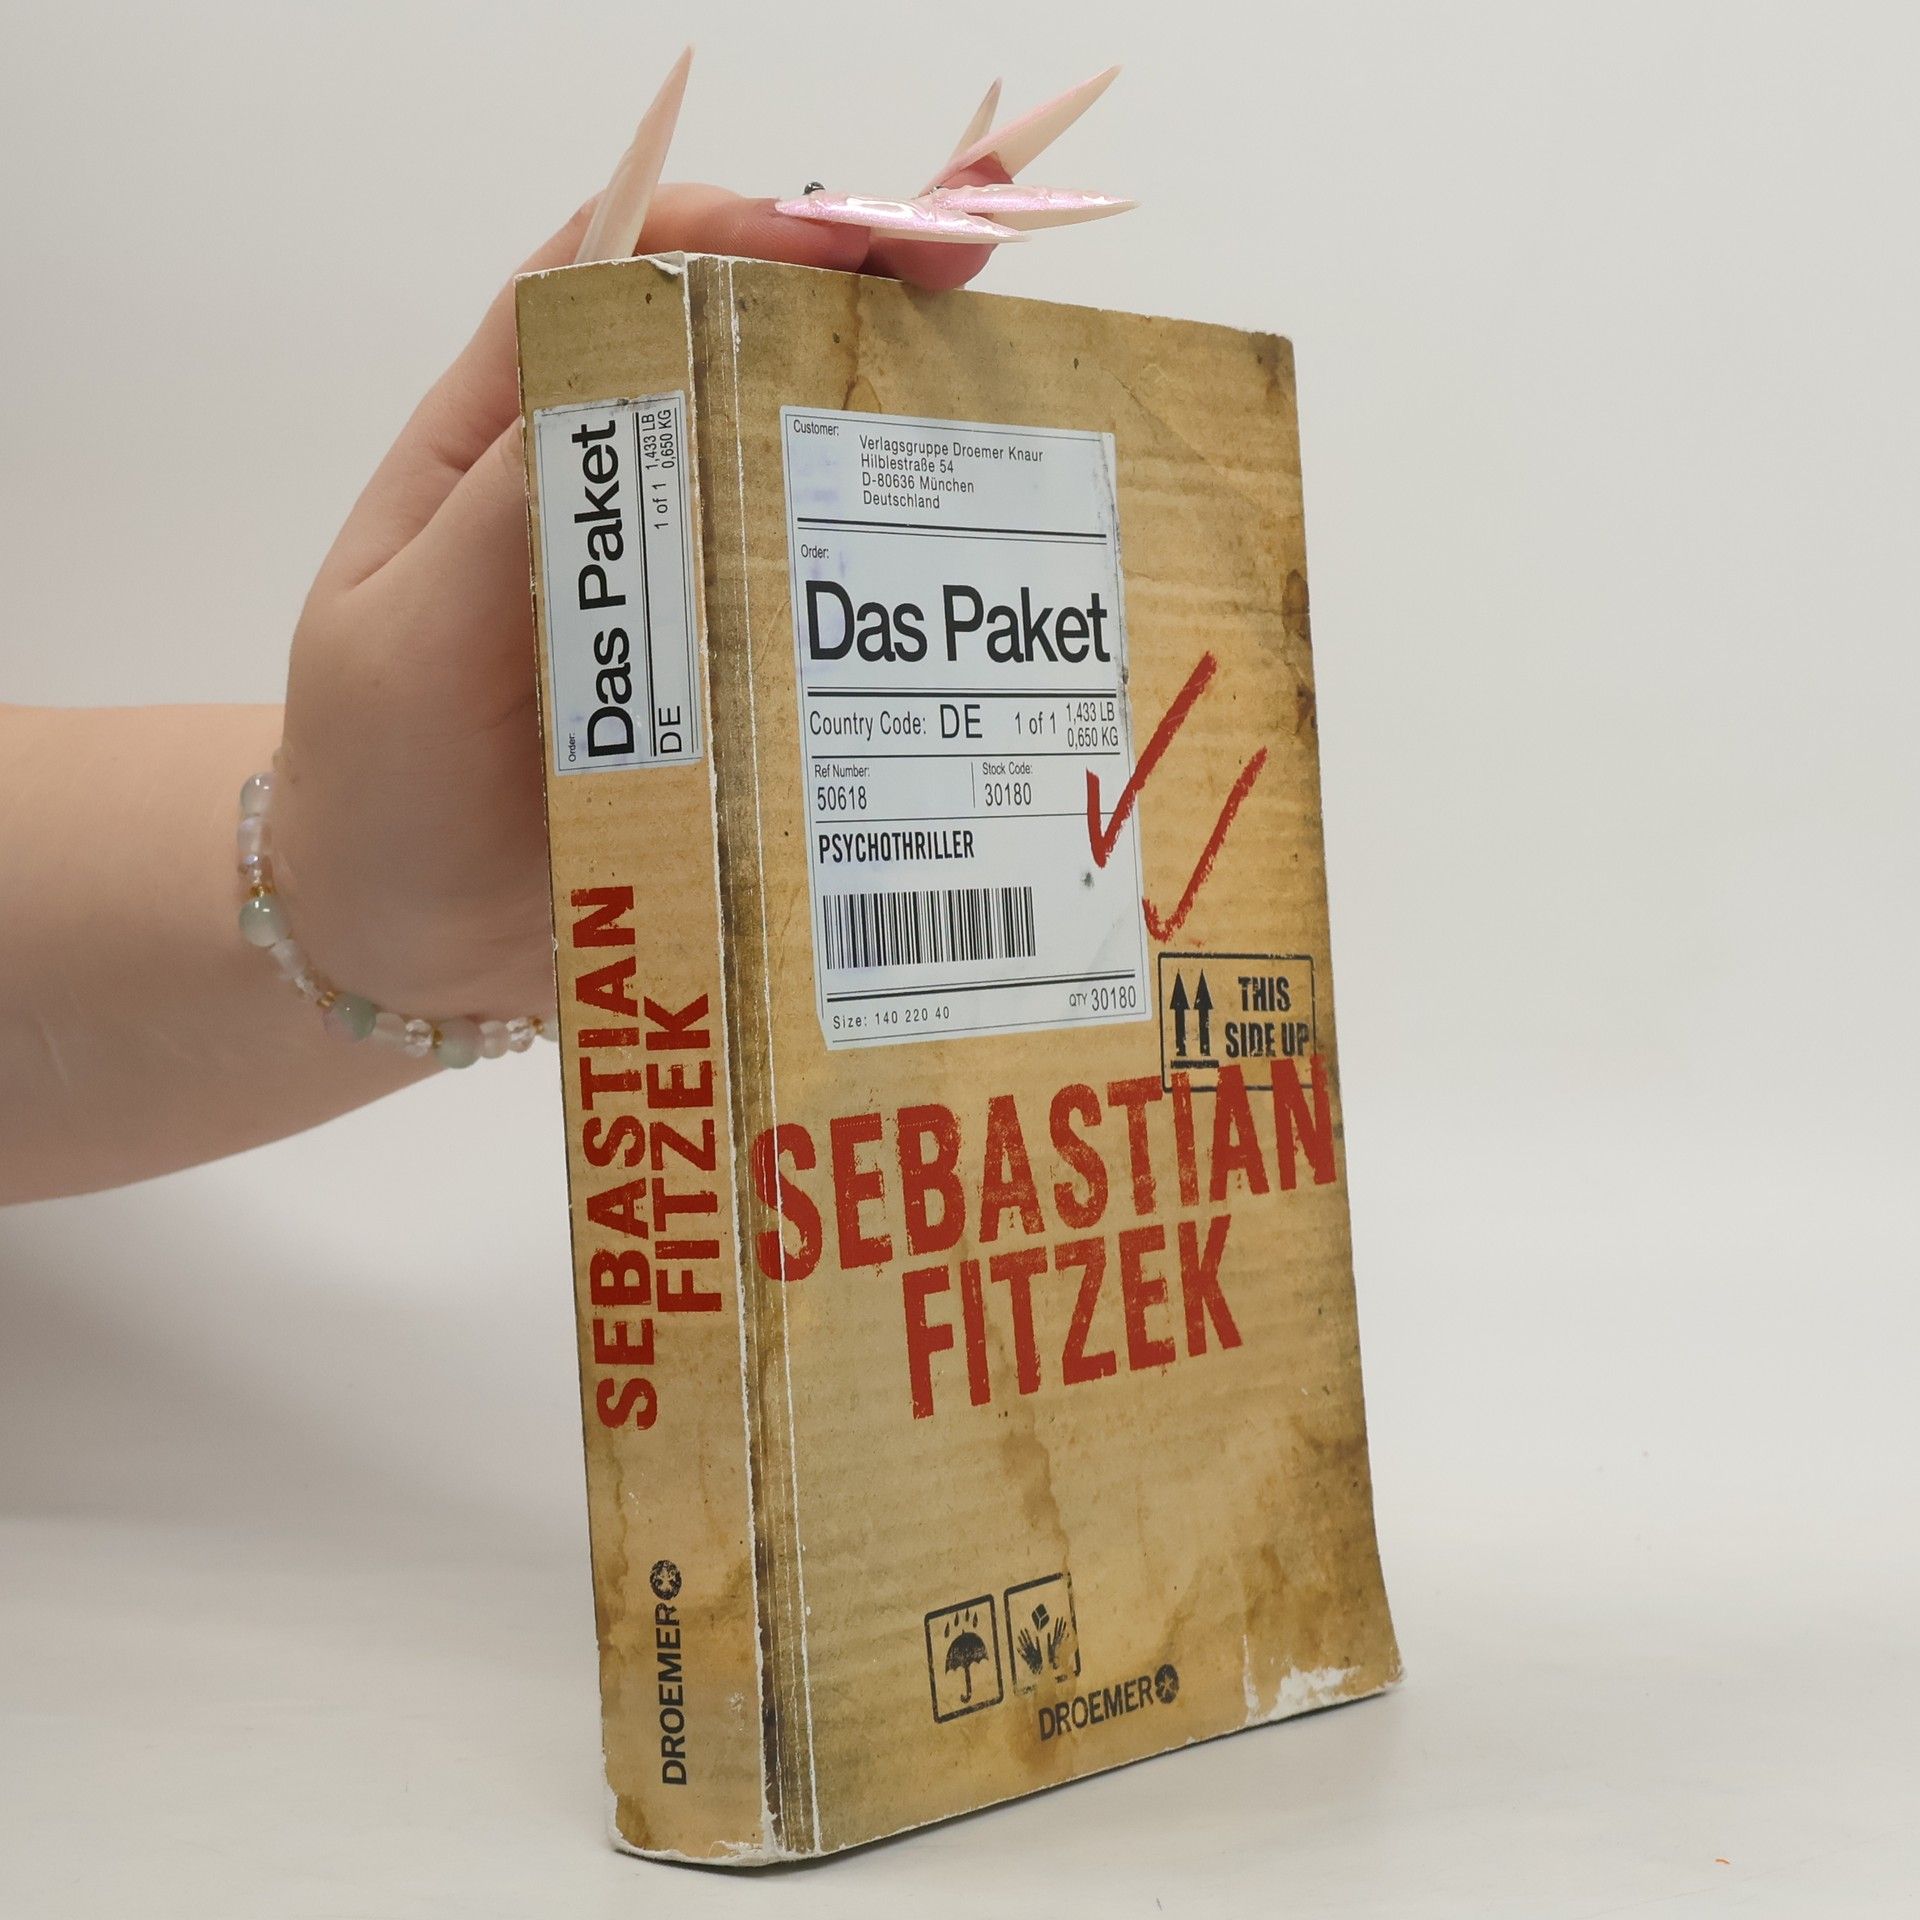 Order:
Das Paket
DE 1 of 1 1,433 LB
0,650 KG
SEBASTIAN
FITZEK
DROEMER
Customer:
Verlagsgruppe Droemer Knaur
Hilblestraße 54
D-80636 München
Deutschland
Order:
Das Paket
Country Code: DE 1 of 1 1,433 LB
0,650 KG
Ref Number: Stock Code:
50618 30180
PSYCHOTHRILLER
QTY 30180
Size: 140 220 40
THIS
SIDE UP
SEBASTIAN
FITZEK
DROEMER